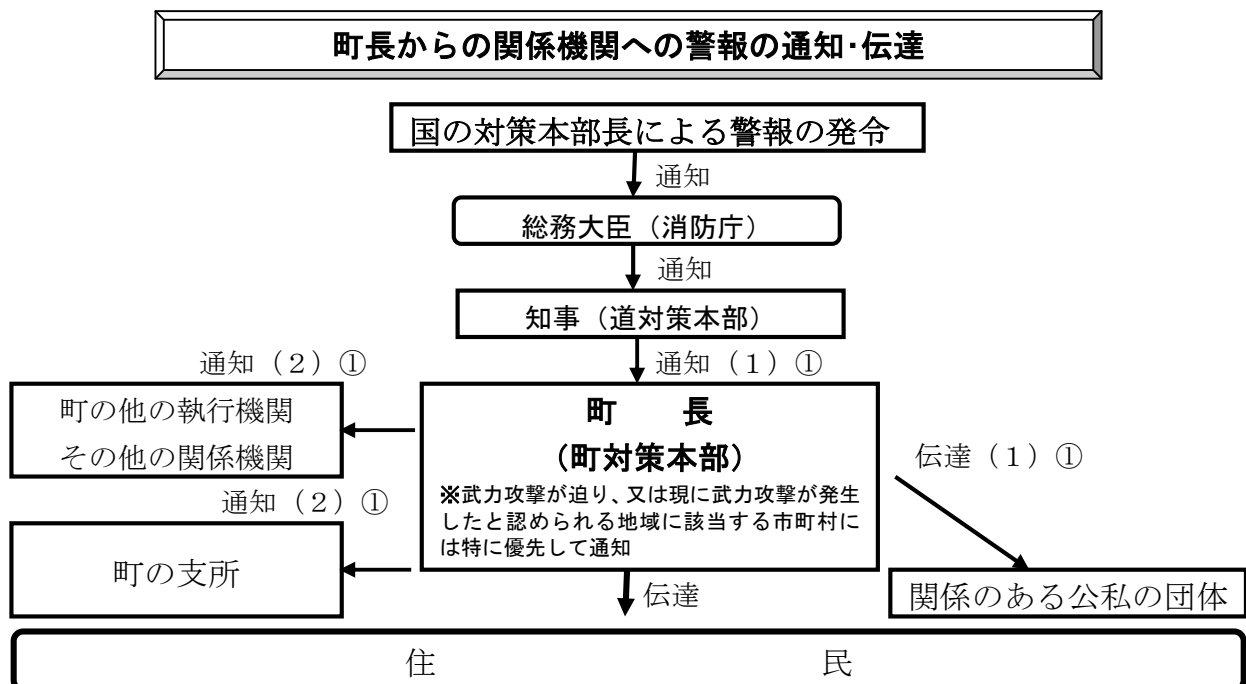 町長からの関係機関への警報の通知・伝達
国の対策本部長による警報の発令
通知
総務大臣（消防庁）
通知
知事（道対策本部）
通知（２）①
通知（１）①
町の他の執行機関
その他の関係機関
町　　長
（町対策本部）
※武力攻撃が迫り、又は現に武力攻撃が発生
したと認められる地域に該当する市町村に
は特に優先して通知
伝達（１）①
通知（２）①
町の支所
関係のある公私の団体
伝達
住　　　　　　　　民